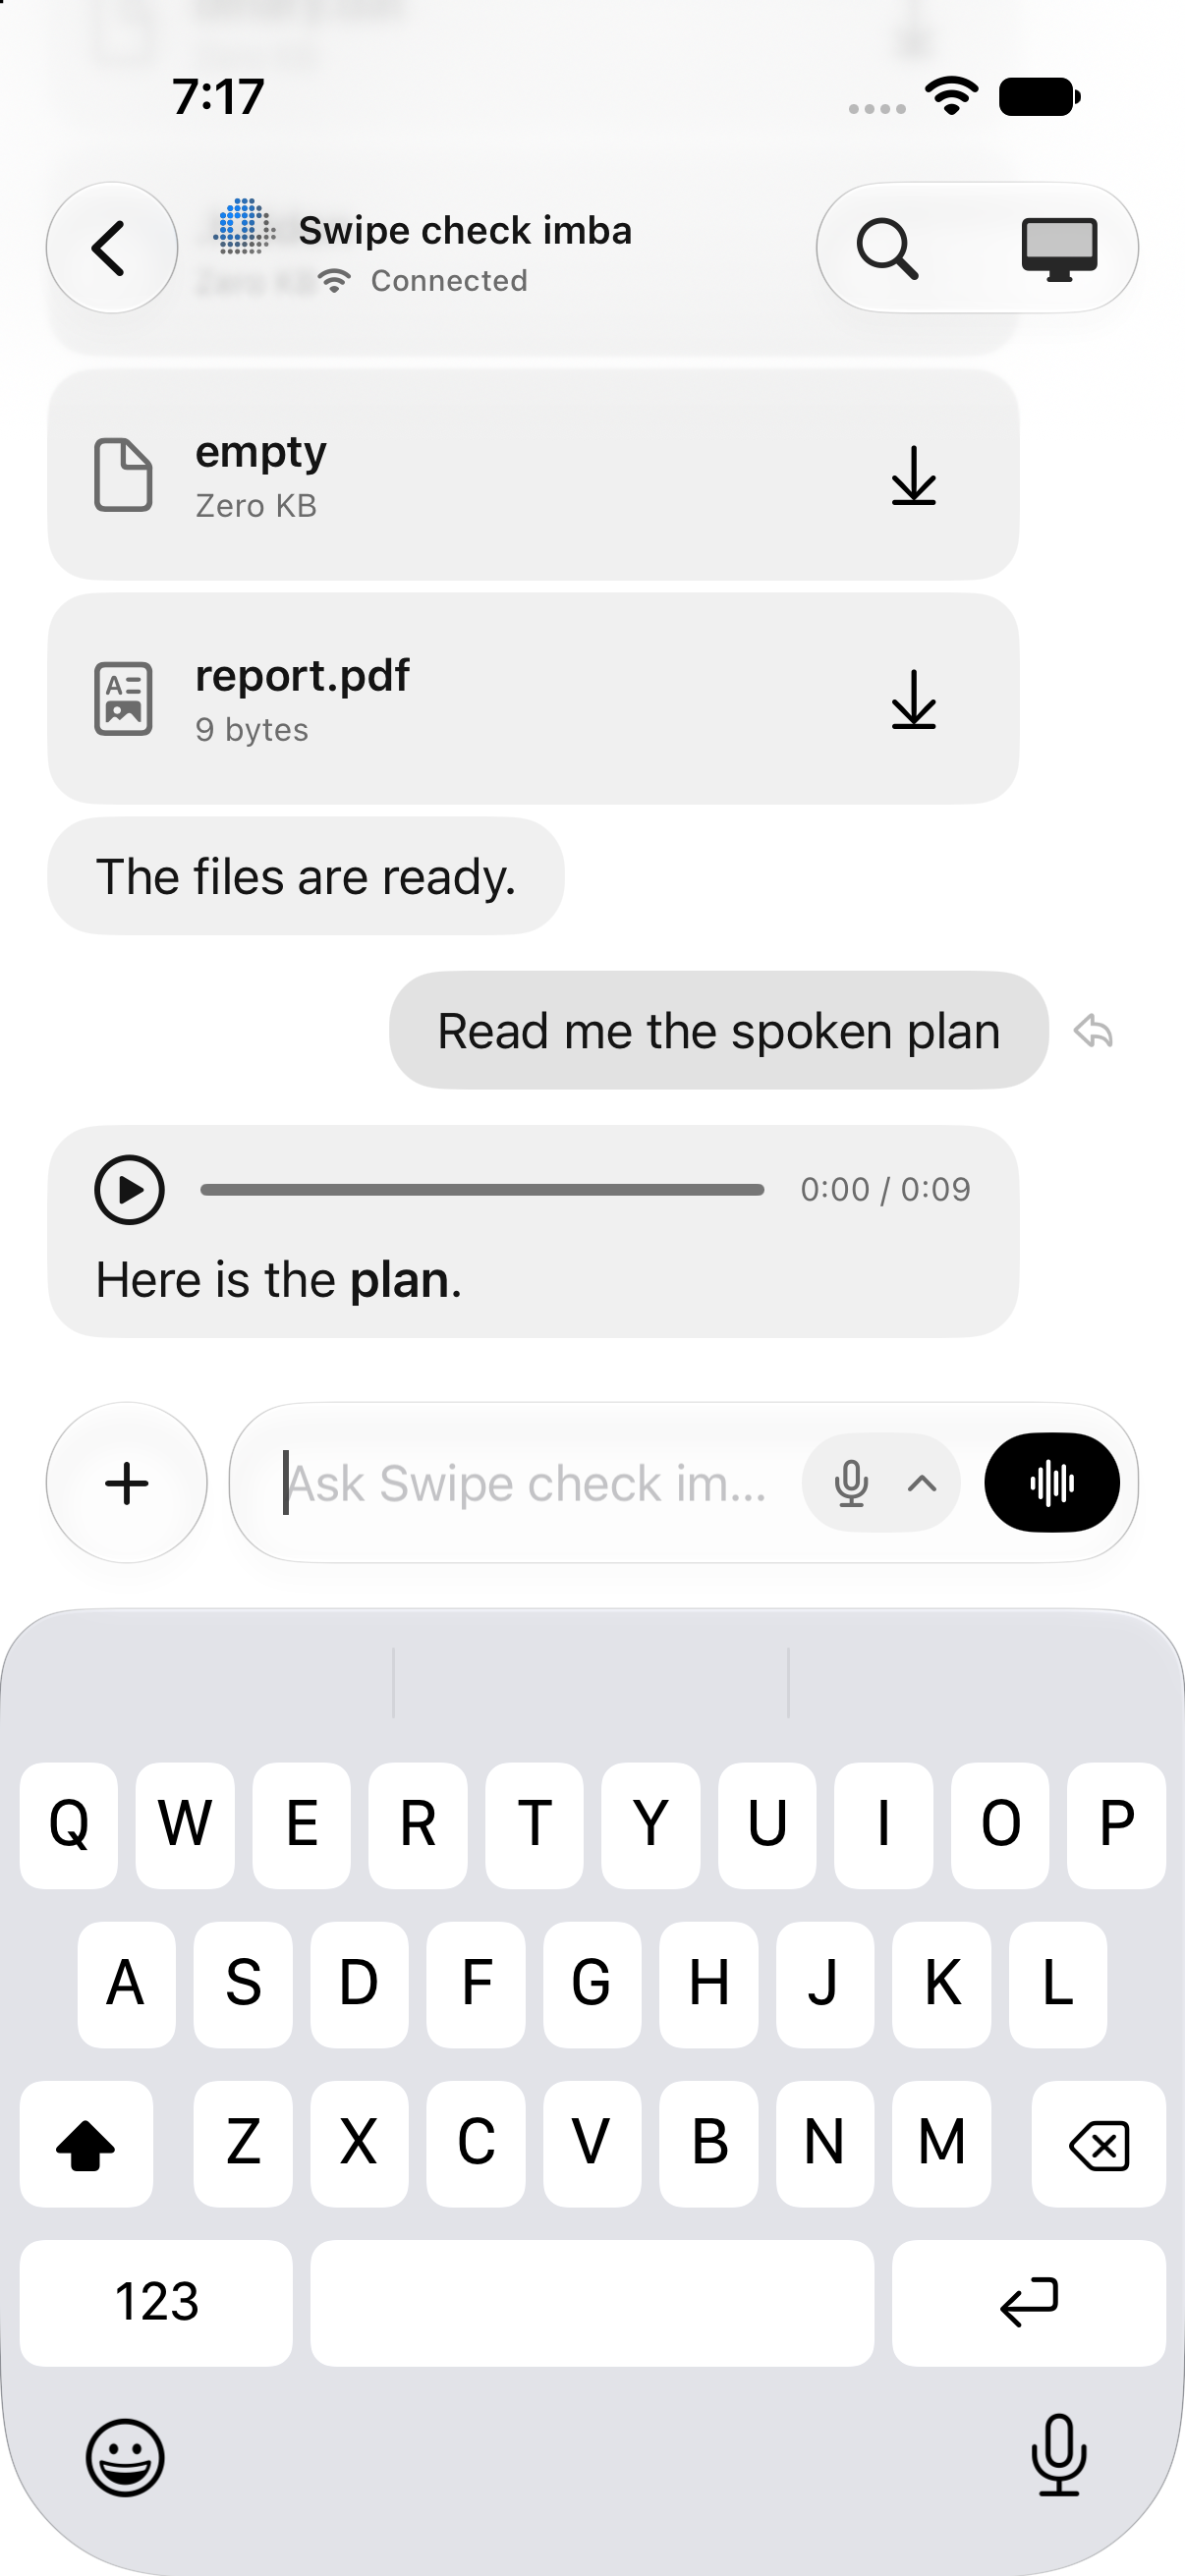 7:17
Swipe check imba
Connected
empty
Zero KB
report.pdf
9 bytes
The files are ready.
Read me the spoken plan
0:00 / 0:09
Here is the plan.
Ask Swipe check im...
Q W E R T Y U I O P
A S D F G H J K L
Z X C V B N M
123